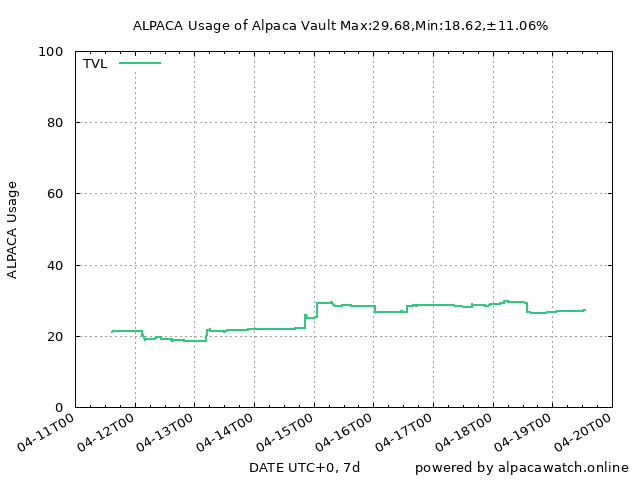 ALPACA Usage of Alpaca Vault Max:29.68,Min:18.62,±11.06%
TVL
100
80
60
40
20
0
ALPACA Usage
04-11T00
04-12T00
04-13T00
04-14T00
04-15T00
04-16T00
04-17T00
04-18T00
04-19T00
04-20T00
DATE UTC+0, 7d
powered by alpacawatch.online